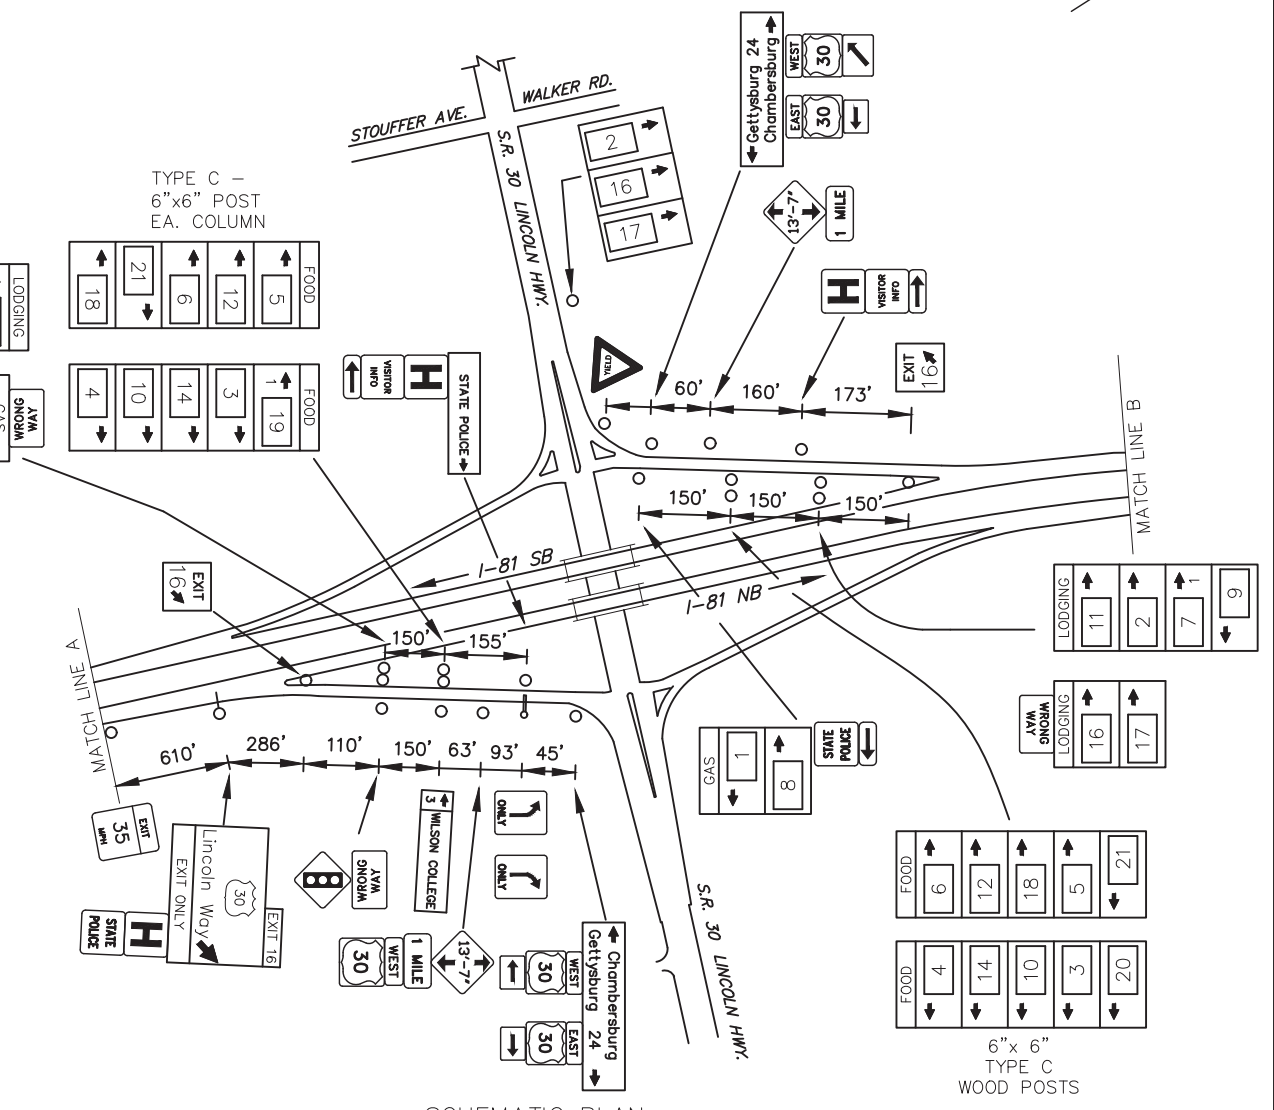 STOUFFER AVE.
WALKER RD.
S.R. 30 LINCOLN HWY.
2
16
17
Gettysburg 24
Chambersburg
WEST
30
EAST
30
13'-7"
1 MILE
H
VISITOR
INFO
EXIT
16
YIELD
60'
160'
173'
TYPE C –
6"x6" POST
EA. COLUMN
FOOD
5
12
6
21
18
FOOD
1
19
3
14
10
4
LODGING
WRONG
WAY
GAS
VISITOR
INFO
H
STATE POLICE
EXIT
16
I-81 SB
I-81 NB
150'
150'
150'
150'
155'
MATCH LINE B
MATCH LINE A
LODGING
11
2
7
1
9
WRONG
WAY
LODGING
16
17
610'
286'
110'
150'
63'
93'
45'
GAS
1
8
STATE
POLICE
EXIT
35
MPH
Lincoln Way
30
EXIT ONLY
EXIT 16
H
STATE
POLICE
WRONG
WAY
3
WILSON COLLEGE
ONLY
ONLY
30
WEST
1 MILE
13'-7"
WEST
30
EAST
30
Chambersburg
Gettysburg 24
S.R. 30 LINCOLN HWY.
FOOD
6
12
18
5
21
FOOD
4
14
10
3
20
6"x 6"
TYPE C
WOOD POSTS
SCHEMATIC PLAN